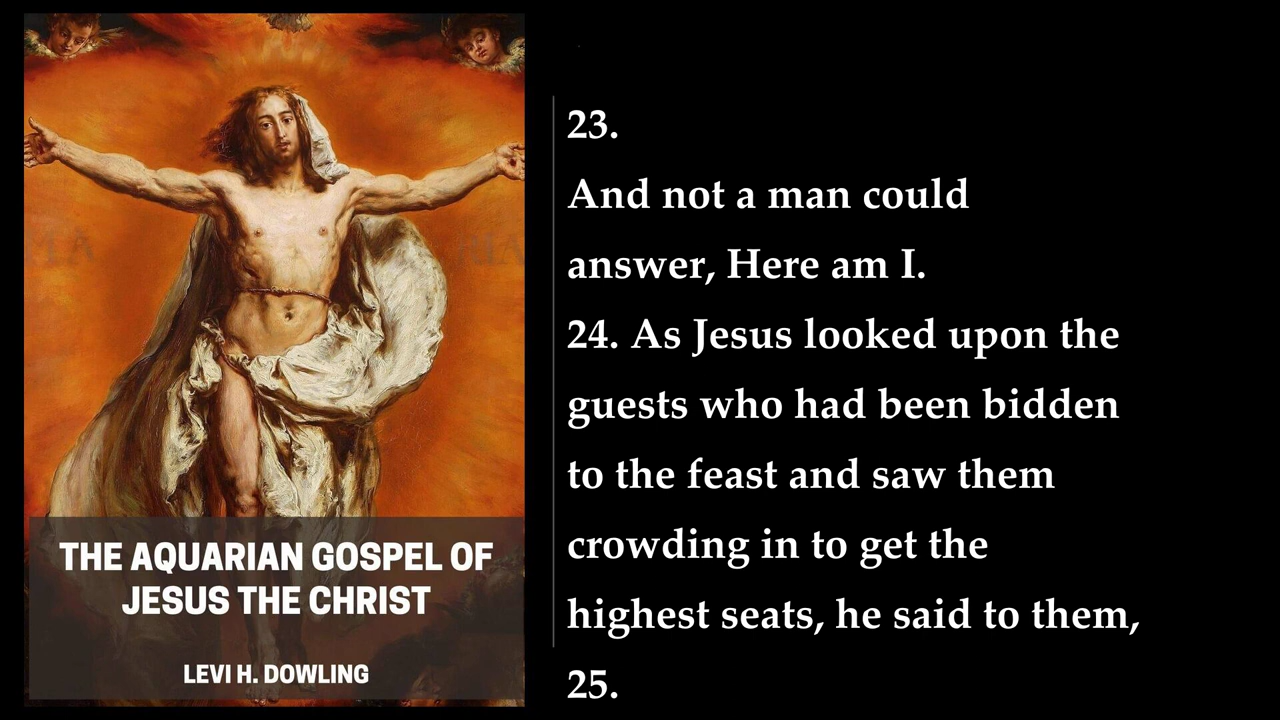 THE AQUARIAN GOSPEL OF
JESUS THE CHRIST
LEVI H. DOWLING
23.
And not a man could
answer, Here am I.
24. As Jesus looked upon the
guests who had been bidden
to the feast and saw them
crowding in to get the
highest seats, he said to them,
25.